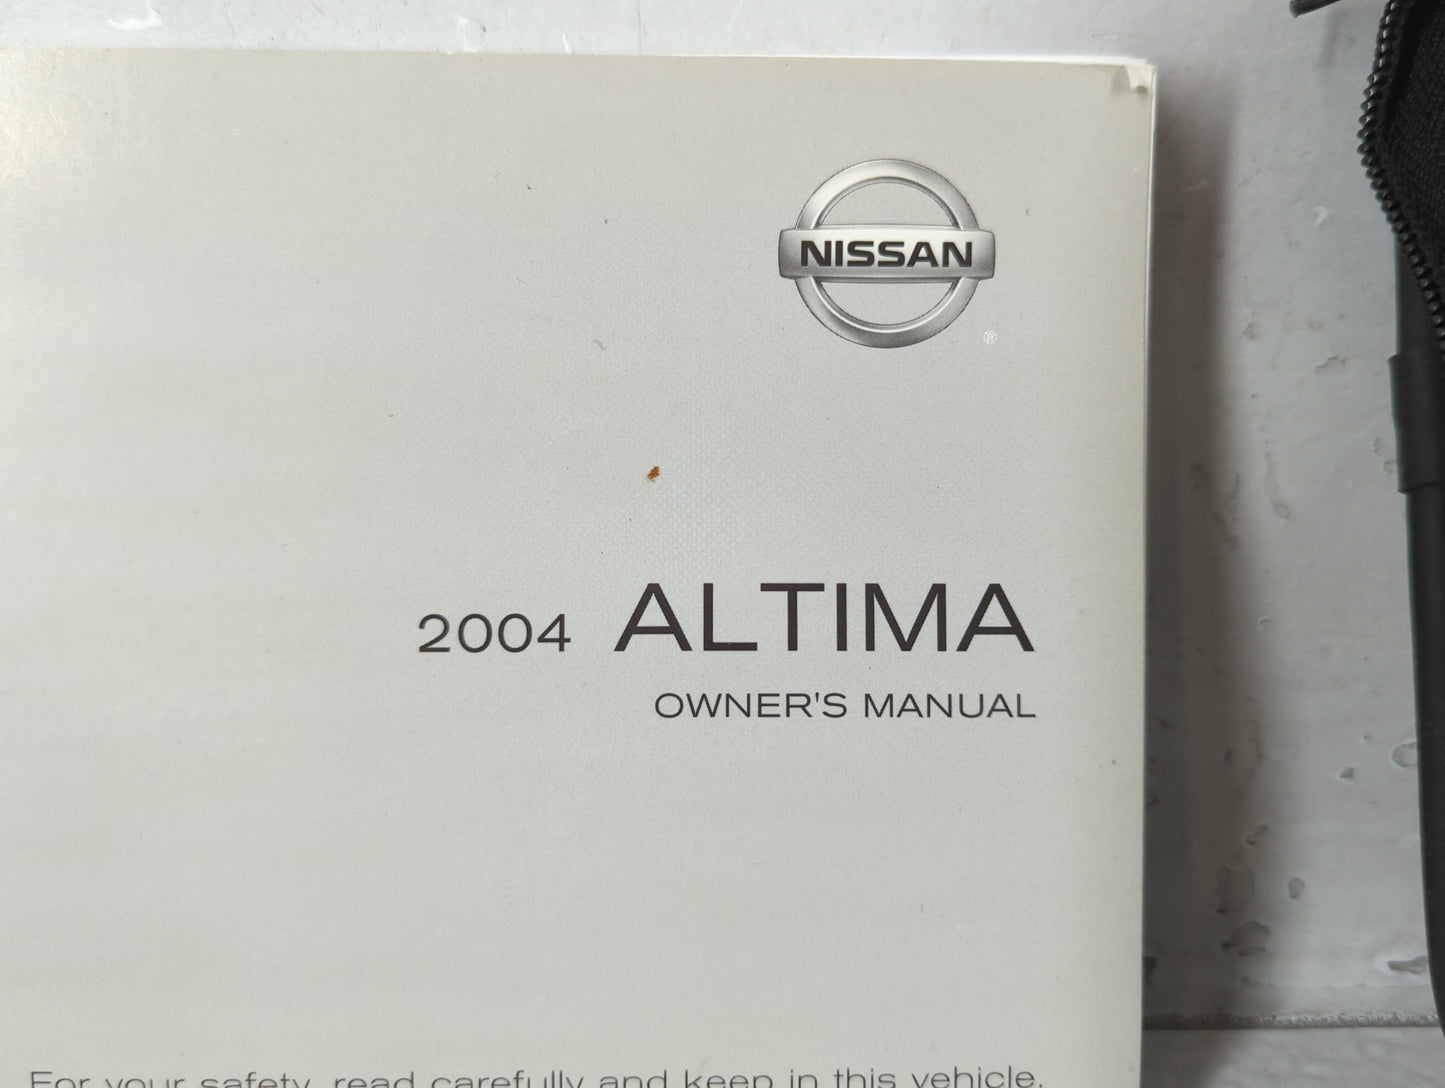 NISSAN
®
2004 ALTIMA
OWNER'S MANUAL
For your safety, read carefully and keep in this vehicle.